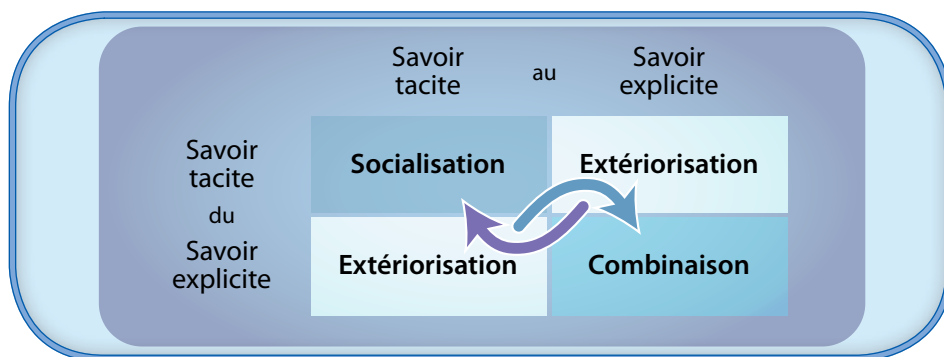 Savoir
tacite
au
Savoir
explicite
Savoir
tacite
du
Savoir
explicite
Socialisation
Extériorisation
Extériorisation
Combinaison